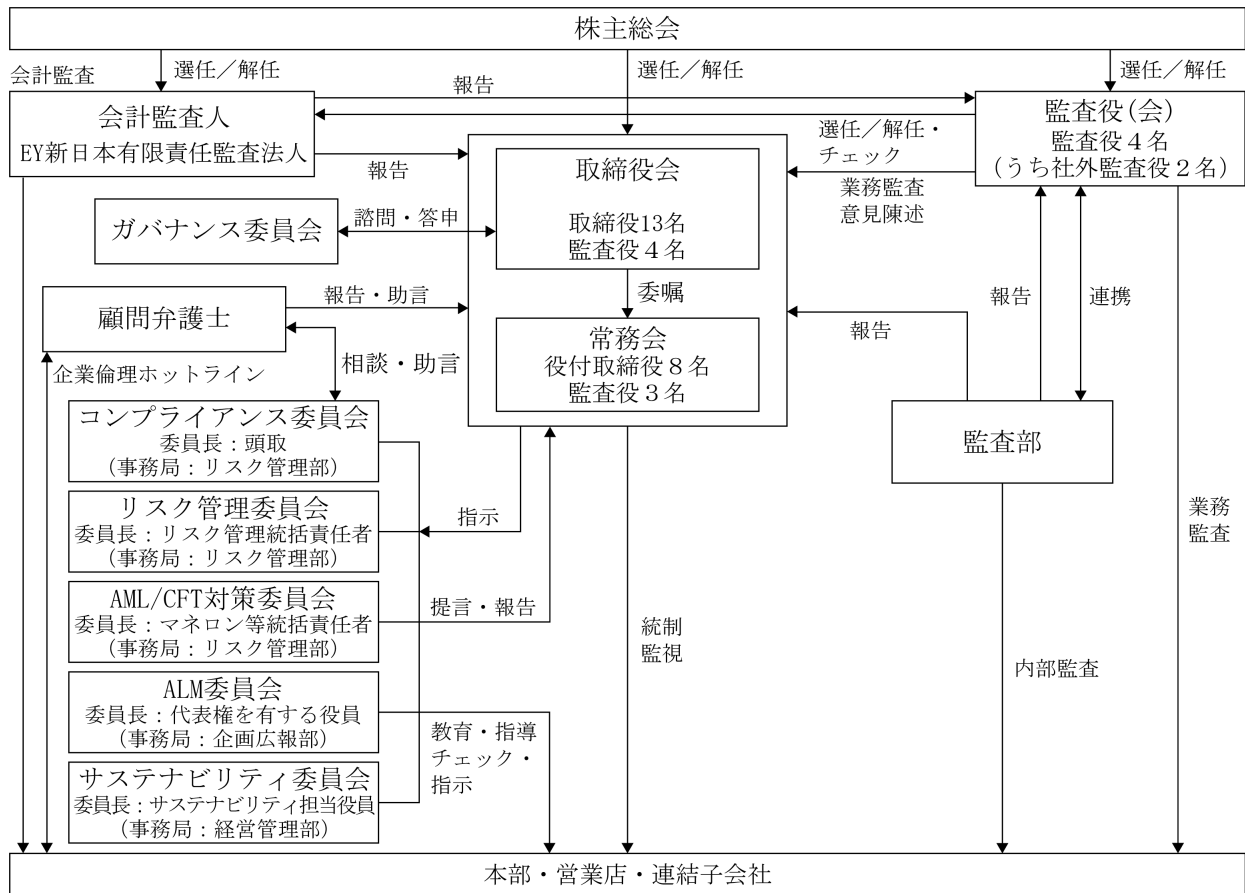 株主総会
会計監査
選任／解任
選任／解任
選任／解任
会計監査人
EY新日本有限責任監査法人
報告
監査役(会)
監査役４名
(うち社外監査役２名)
選任／解任・
チェック
報告
業務監査
意見陳述
取締役会
取締役13名
監査役４名
ガバナンス委員会
諮問・答申
委嘱
顧問弁護士
報告・助言
常務会
役付取締役８名
監査役３名
報告
報告
連携
相談・助言
企業倫理ホットライン
コンプライアンス委員会
委員長：頭取
(事務局：リスク管理部)
監査部
リスク管理委員会
委員長：リスク管理統括責任者
(事務局：リスク管理部)
指示
業務
監査
AML/CFT対策委員会
委員長：マネロン等統括責任者
(事務局：リスク管理部)
提言・報告
統制
監視
内部監査
ALM委員会
委員長：代表権を有する役員
(事務局：企画広報部)
教育・指導
チェック・
指示
サステナビリティ委員会
委員長：サステナビリティ担当役員
(事務局：経営管理部)
本部・営業店・連結子会社